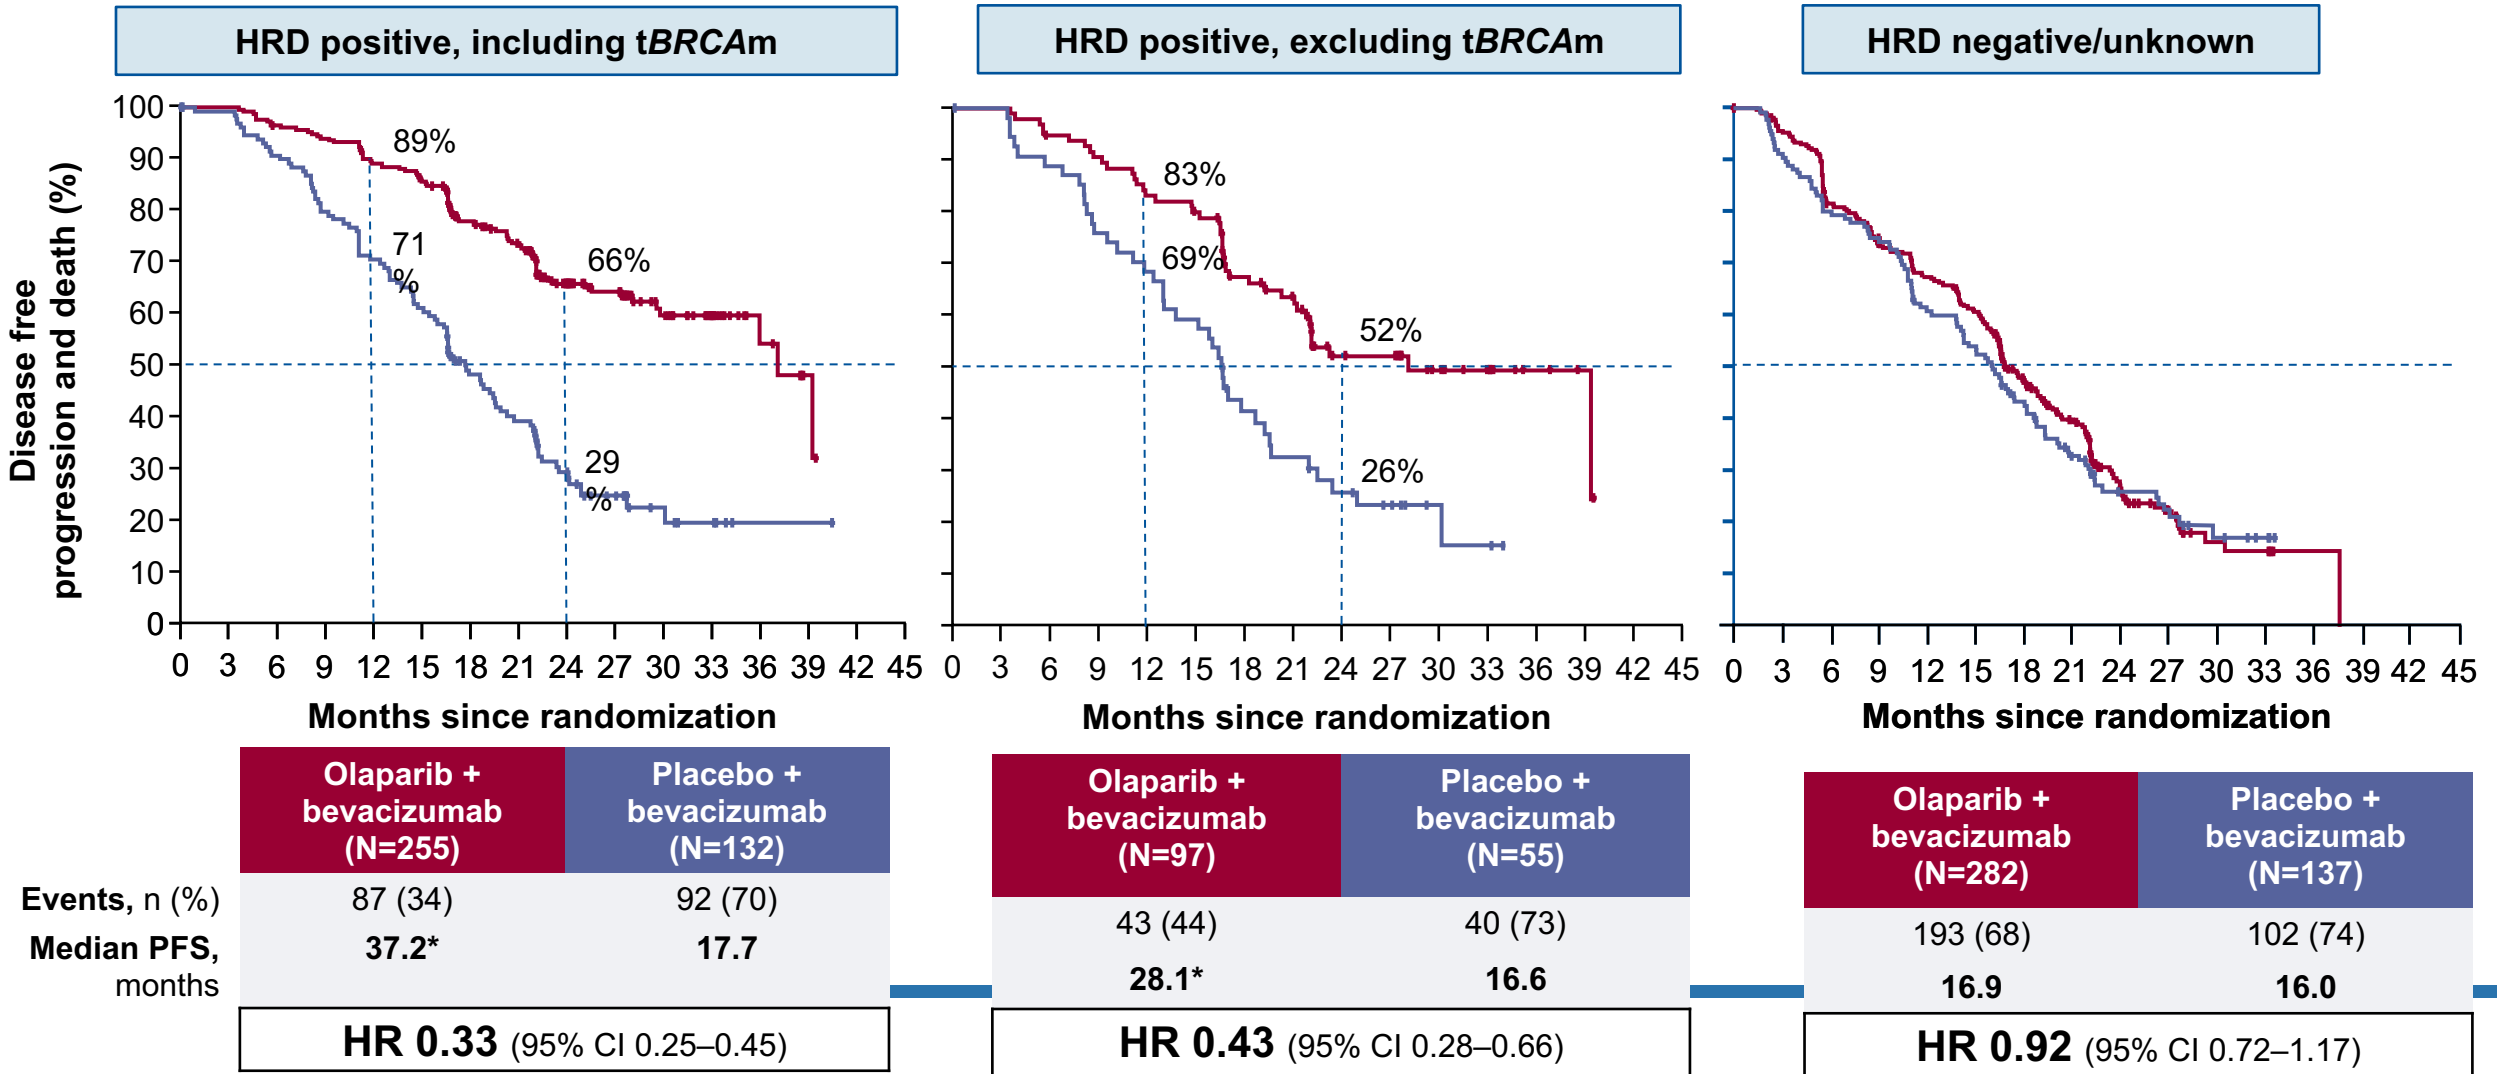 HRD positive, including tBRCAm
HRD positive, excluding tBRCAm
HRD negative/unknown
Disease free
progression and death (%)
100
90
80
70
60
50
40
30
20
10
0
89%
71
%
66%
29
%
0 3 6 9 12 15 18 21 24 27 30 33 36 39 42 45
Months since randomization
83%
69%
52%
26%
0 3 6 9 12 15 18 21 24 27 30 33 36 39 42 45
Months since randomization
0 3 6 9 12 15 18 21 24 27 30 33 36 39 42 45
Months since randomization
Olaparib +
bevacizumab
(N=255)
Placebo +
bevacizumab
(N=132)
Events, n (%)
87 (34)
92 (70)
Median PFS,
months
37.2*
17.7
HR 0.33 (95% CI 0.25–0.45)
Olaparib +
bevacizumab
(N=97)
Placebo +
bevacizumab
(N=55)
43 (44)
40 (73)
28.1*
16.6
HR 0.43 (95% CI 0.28–0.66)
Olaparib +
bevacizumab
(N=282)
Placebo +
bevacizumab
(N=137)
193 (68)
102 (74)
16.9
16.0
HR 0.92 (95% CI 0.72–1.17)